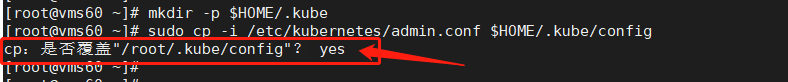 [root@vms60 ~]# mkdir -p $HOME/.kube
[root@vms60 ~]# sudo cp -i /etc/kubernetes/admin.conf $HOME/.kube/config
cp：是否覆盖"/root/.kube/config"？ yes
[root@vms60 ~]#
[root@vms60 ~]#